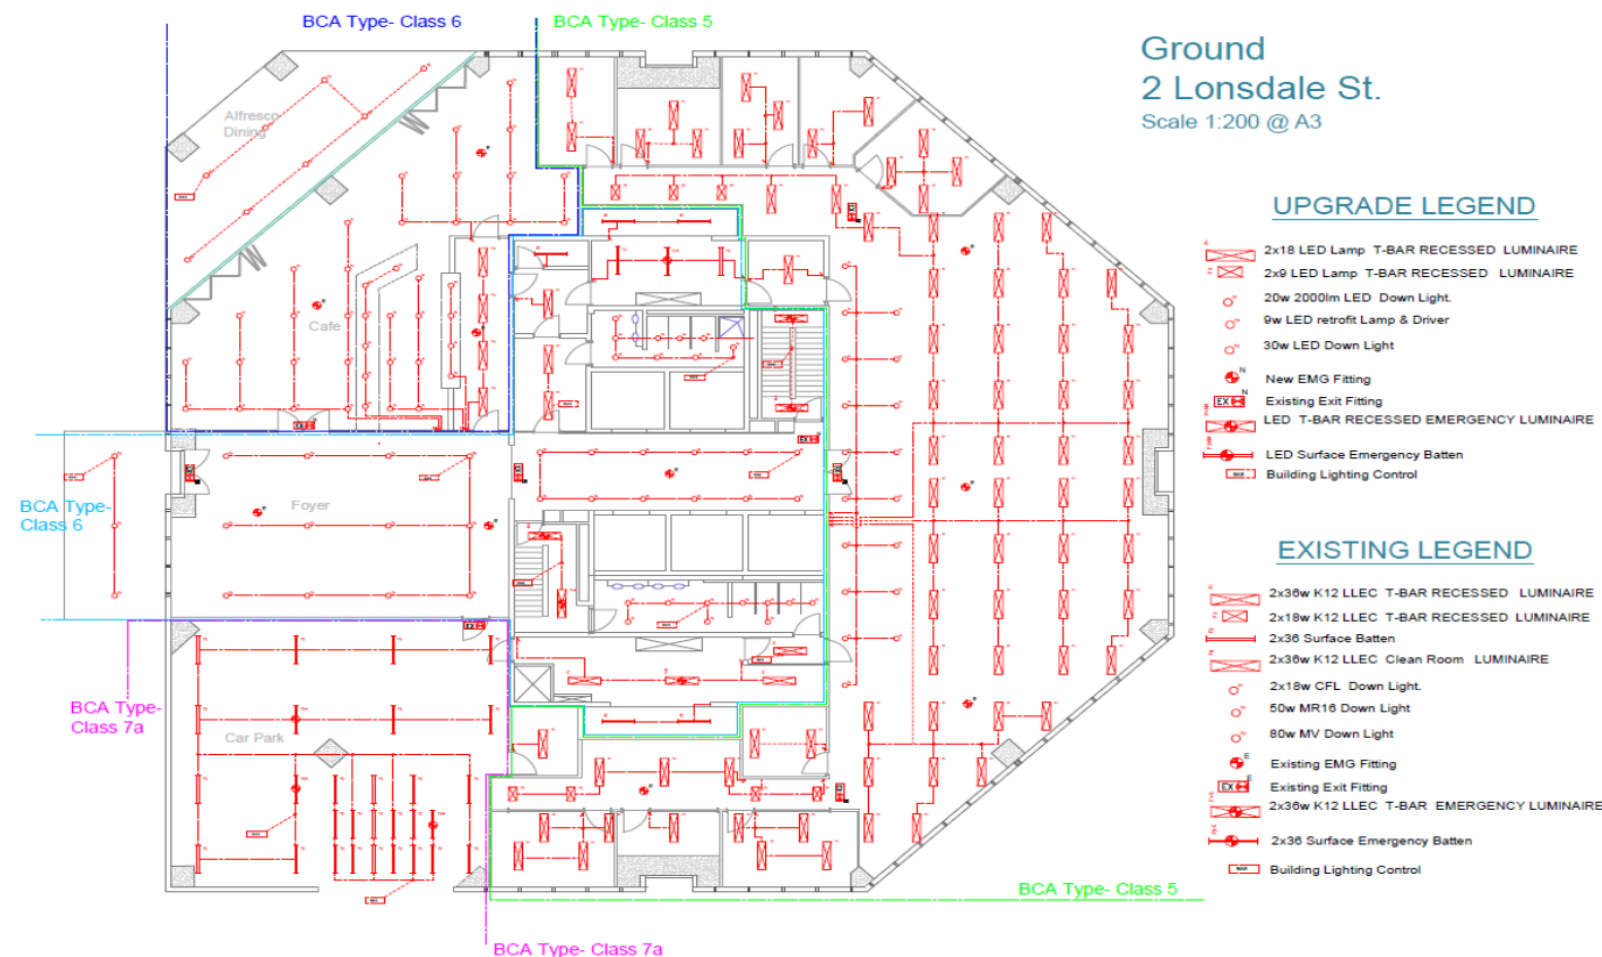 BCA Type- Class 6
BCA Type- Class 5
Ground
2 Lonsdale St.
Scale 1:200 @ A3
Alfresco
Dining
Cafe
UPGRADE LEGEND
2x18 LED Lamp T-BAR RECESSED LUMINAIRE
2x9 LED Lamp T-BAR RECESSED LUMINAIRE
20w 2000lm LED Down Light.
9w LED retrofit Lamp & Driver
30w LED Down Light
N
New EMG Fitting
N
EX
Existing Exit Fitting
LED T-BAR RECESSED EMERGENCY LUMINAIRE
LED Surface Emergency Batten
Building Lighting Control
BCA Type-
Class 6
Foyer
EXISTING LEGEND
2x36w K12 LLEC T-BAR RECESSED LUMINAIRE
2x18w K12 LLEC T-BAR RECESSED LUMINAIRE
2x36 Surface Batten
2x36w K12 LLEC Clean Room LUMINAIRE
2x18w CFL Down Light.
50w MR16 Down Light
80w MV Down Light
E
Existing EMG Fitting
E
EX
Existing Exit Fitting
2x36w K12 LLEC T-BAR EMERGENCY LUMINAIRE
2x36 Surface Emergency Batten
Building Lighting Control
BCA Type-
Class 7a
Car Park
BCA Type- Class 5
BCA Type- Class 7a